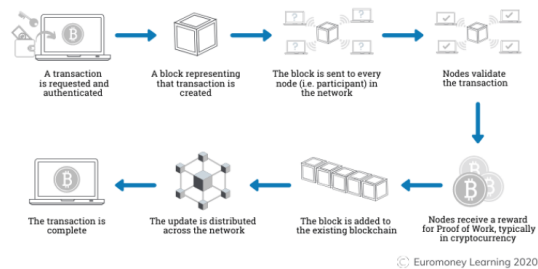 A transaction
is requested and
authenticated
A block representing
that transaction is
created
The block is sent to every
node (i.e. participant) in
the network
Nodes validate
the transaction
Nodes receive a reward
for Proof of Work, typically
in cryptocurrency
The block is added to
the existing blockchain
The update is distributed
across the network
The transaction is
complete
Euromoney Learning 2020